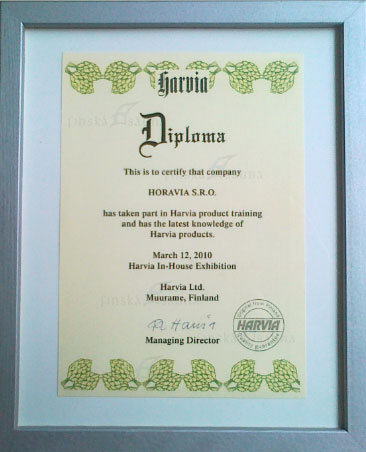 harvia
Diploma
This is to certify that company
HORAVIA S.R.O.
has taken part in Harvia product training
and has the latest knowledge of
Harvia products.
March 12, 2010
Harvia In-House Exhibition
Harvia Ltd.
Muurame, Finland
HARVIA
Managing Director